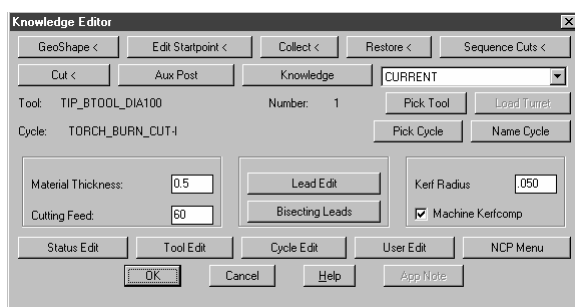 Knowledge Editor
GeoShape < Edit Startpoint < Collect < Restore < Sequence Cuts <
Cut < Aux Post Knowledge CURRENT
Tool: TIP_BTOOL_DIA100 Number: 1 Pick Tool Load Turret
Cycle: TORCH_BURN_CUT-I Pick Cycle Name Cycle
Material Thickness: 0.5 Lead Edit Kerf Radius .050
Cutting Feed: 60 Bisecting Leads Machine Kerfcomp
Status Edit Tool Edit Cycle Edit User Edit NCP Menu
OK Cancel Help App Note